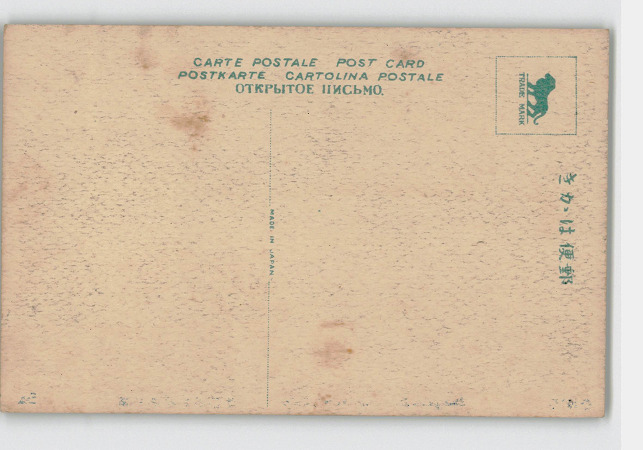 CARTE POSTALE POST CARD
POSTKARTE CARTOLINA POSTALE
ОТКРЫТОЕ ПИСЬМО.
TRADE MARK
MADE IN JAPAN
きかは便郵